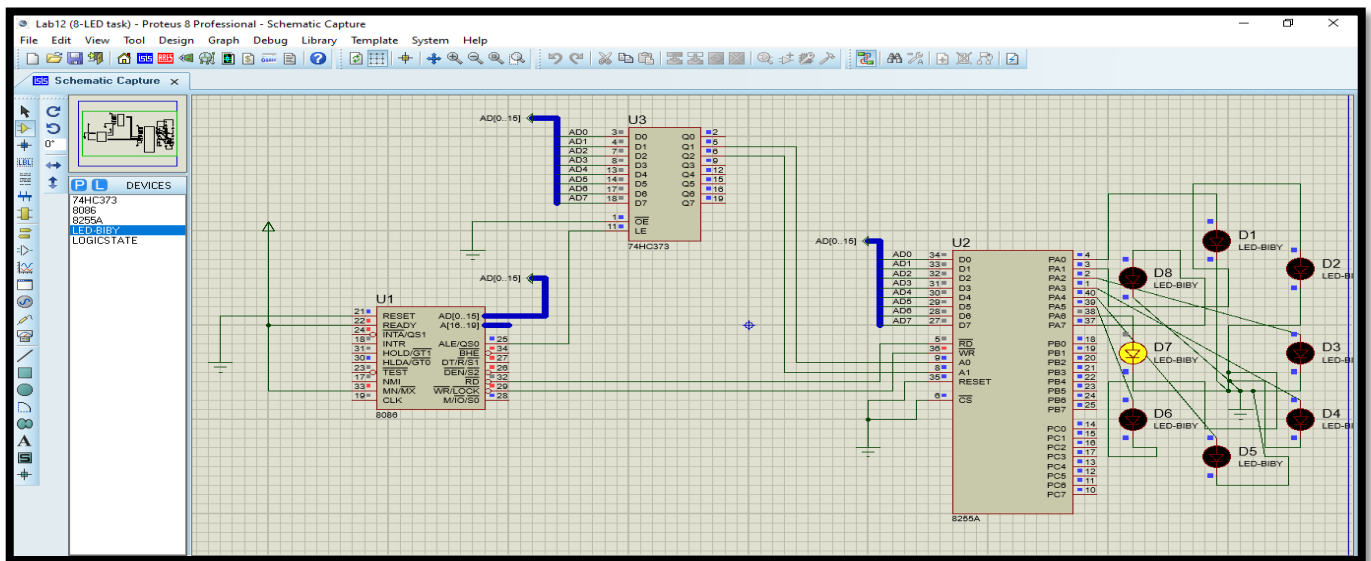 Lab12 (8-LED task) - Proteus 8 Professional - Schematic Capture
File Edit View Tool Design Graph Debug Library Template System Help
Schematic Capture
0°
P L DEVICES
74HC373
8086
8255A
LED-BIBY
LOGICSTATE
AD[0..15]
U3
AD0 3 D0 Q0 2
AD1 4 D1 Q1 5
AD2 7 D2 Q2 6
AD3 8 D3 Q3 9
AD4 13 D4 Q4 12
AD5 14 D5 Q5 15
AD6 17 D6 Q6 16
AD7 18 D7 Q7 19
1 OE
11 LE
74HC373
AD[0..15]
U1
21 RESET AD[0..15]
22 READY A[16..19]
24 INTA/QS1
18 INTR ALE/QS0 25
31 HOLD/GT1 BHE 34
30 HLDA/GT0 DT/R/S1 27
23 TEST DEN/S2 26
17 NMI RD 32
33 MN/MX WR/LOCK 29
19 CLK M/IO/S0 28
8086
AD[0..15]
U2
AD0 34 D0 PA0 4
AD1 33 D1 PA1 3
AD2 32 D2 PA2 2
AD3 31 D3 PA3 1
AD4 30 D4 PA4 40
AD5 29 D5 PA5 39
AD6 28 D6 PA6 38
AD7 27 D7 PA7 37
5 RD PB0 18
36 WR PB1 19
9 A0 PB2 20
8 A1 PB3 21
35 RESET PB4 22
PB5 23
6 CS PB6 24
PB7 25
PC0 14
PC1 15
PC2 16
PC3 17
PC4 13
PC5 12
PC6 11
PC7 10
8255A
D1
LED-BIBY
D2
LED-B
D8
LED-BIBY
D3
LED-B
D7
LED-BIBY
D6
LED-BIBY
D4
LED-B
D5
LED-BIBY